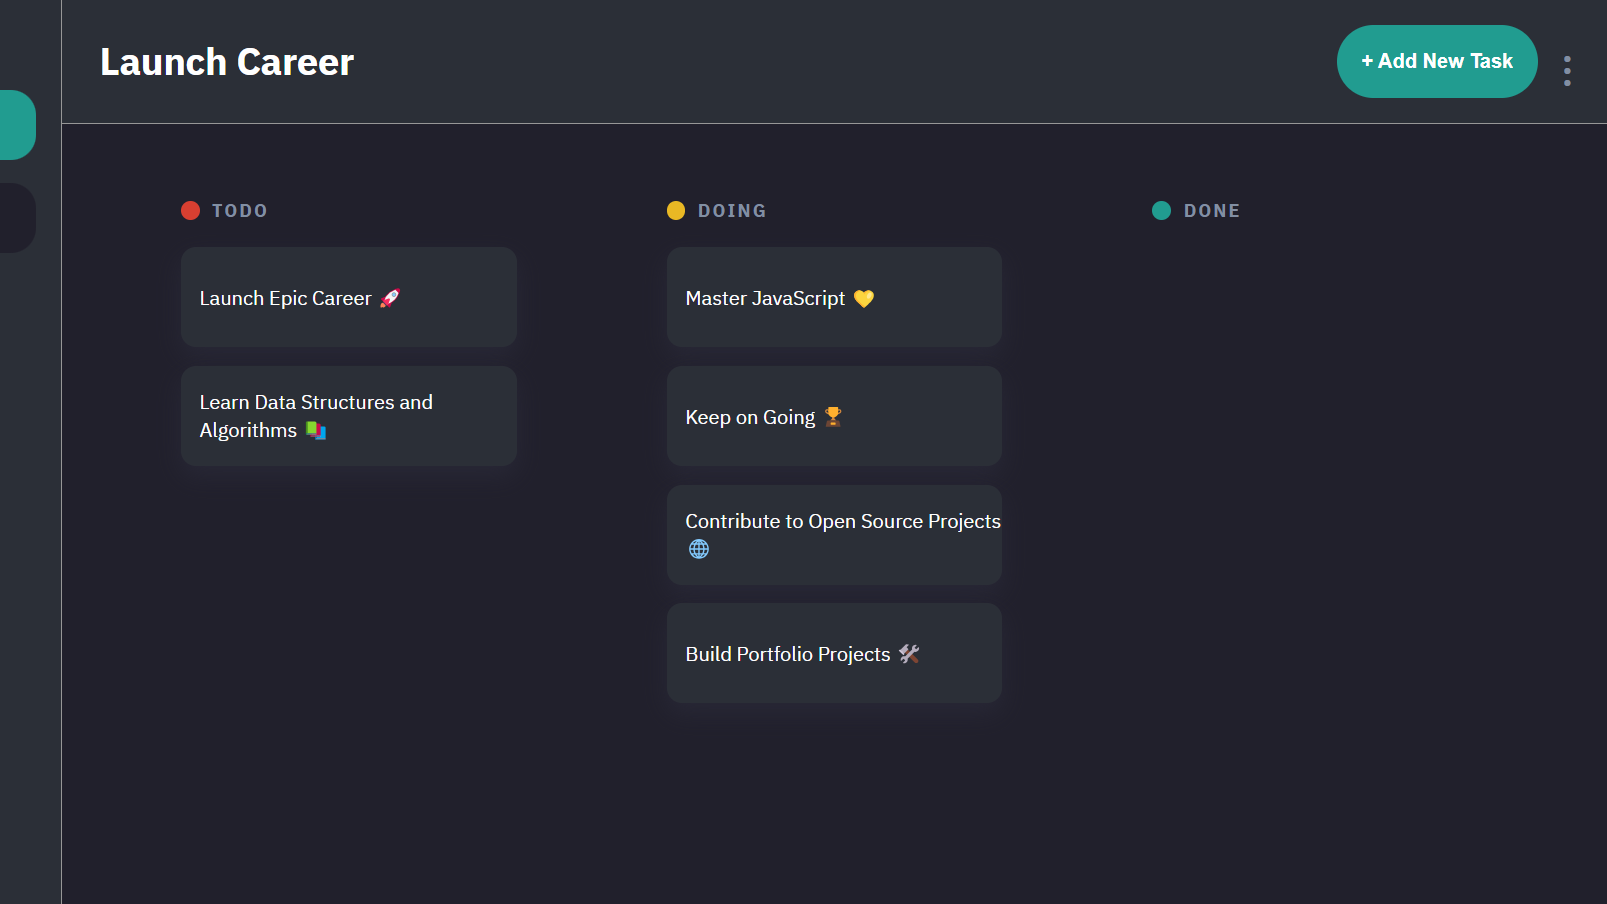 Launch Career
+ Add New Task
TODO
Launch Epic Career 🚀
Learn Data Structures and
Algorithms 📚
DOING
Master JavaScript 💛
Keep on Going 🏆
Contribute to Open Source Projects
🌐
Build Portfolio Projects 🛠️
DONE